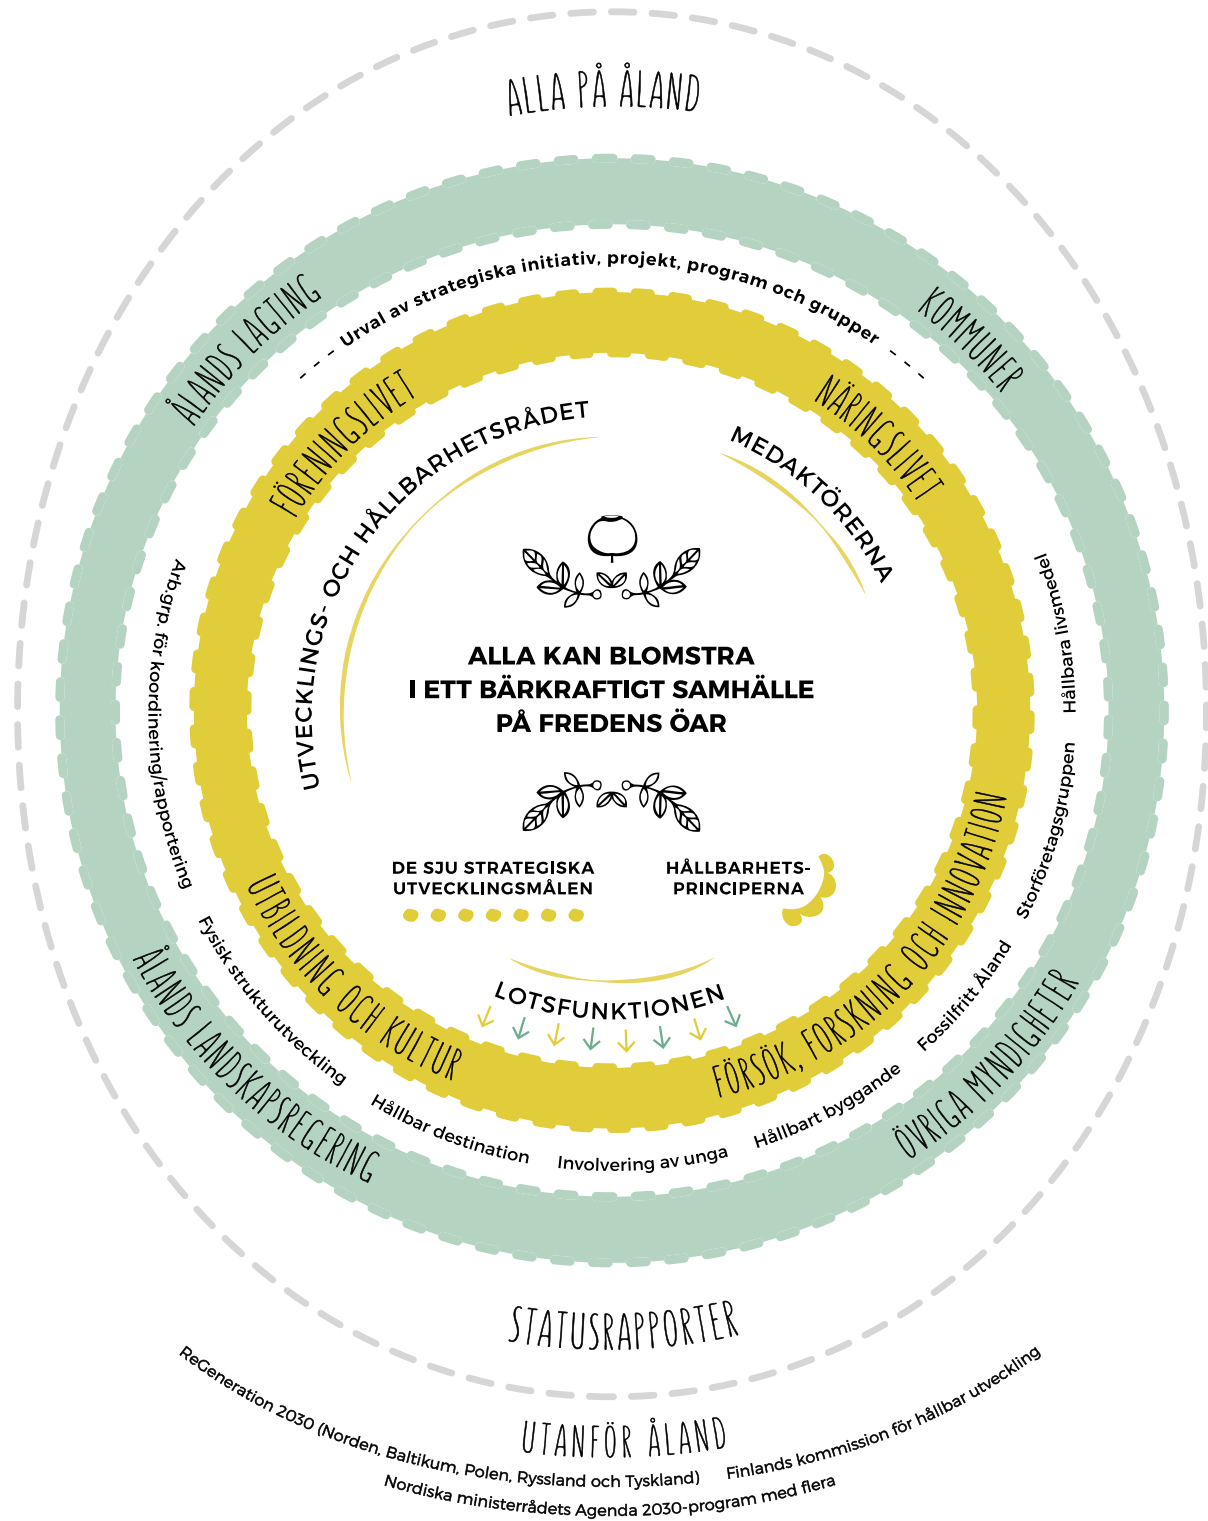 ALLA PÅ ÅLAND
ÅLANDS LAGTING
KOMMUNER
- - - Urval av strategiska initiativ, projekt, program och grupper - - -
FÖRENINGSLIVET
NÄRINGSLIVET
UTVECKLINGS- OCH HÅLLBARHETSRÅDET
MEDAKTÖRERNA
ALLA KAN BLOMSTRA
I ETT BÄRKRAFTIGT SAMHÄLLE
PÅ FREDENS ÖAR
DE SJU STRATEGISKA
UTVECKLINGSMÅLEN
HÅLLBARHETS-
PRINCIPERNA
LOTSFUNKTIONEN
UTBILDNING OCH KULTUR
FÖRSÖK, FORSKNING OCH INNOVATION
Arb.grp. för koordinering/rapportering
Fysisk strukturutveckling
Hållbar destination
Involvering av unga
Hållbart byggande
Fossilfritt Åland
Storföretagsgruppen
Hållbara livsmedel
ÅLANDS LANDSKAPSREGERING
ÖVRIGA MYNDIGHETER
STATUSRAPPORTER
UTANFÖR ÅLAND
ReGeneration 2030 (Norden, Baltikum, Polen, Ryssland och Tyskland)
Finlands kommission för hållbar utveckling
Nordiska ministerrådets Agenda 2030-program med flera